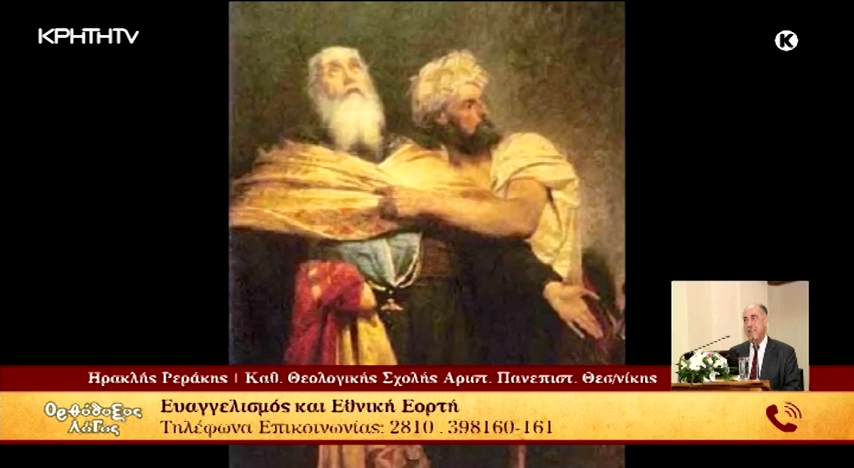 ΚΡΗΤΗTV
K
Ηρακλής Ρεράκης | Καθ. Θεολογικής Σχολής Αριστ. Πανεπιστ. Θεσ/νίκης
Ορθόδοξος
Λόγος
Ευαγγελισμός και Εθνική Εορτή
Τηλέφωνα Επικοινωνίας: 2810 . 398160-161